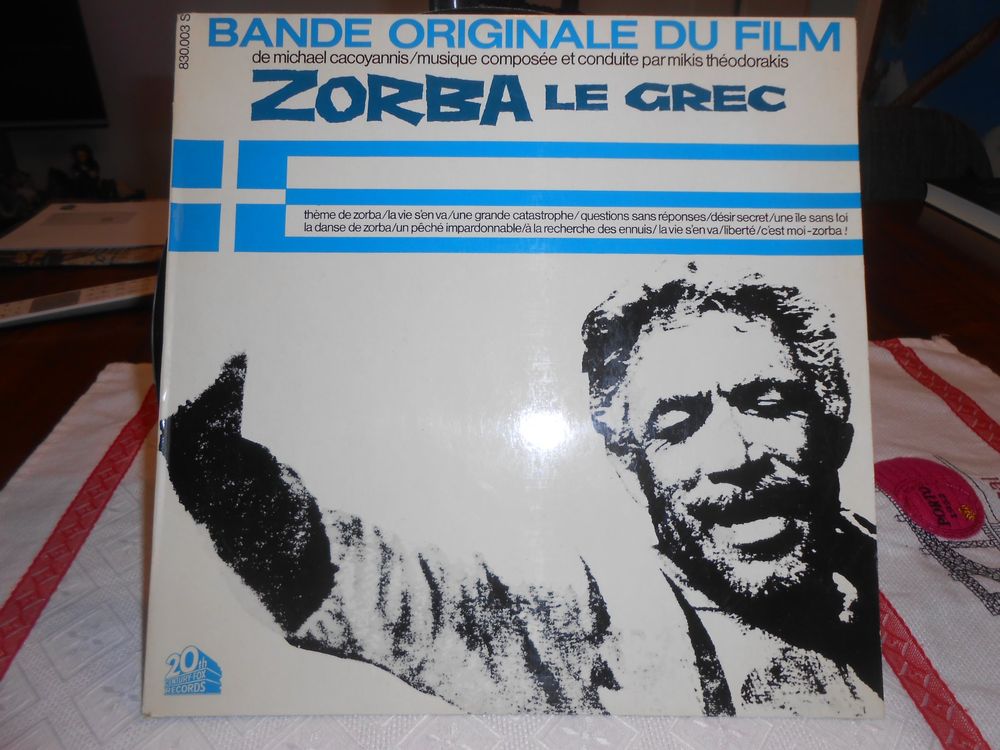 830.003 S
BANDE ORIGINALE DU FILM
de michael cacoyannis/musique composée et conduite par mikis théodorakis
ZORBA LE GREC
thème de zorba/la vie s'en va/une grande catastrophe/questions sans réponses/désir secret/une île sans loi
la danse de zorba/un pêché impardonnable/à la recherche des ennuis/la vie s'en va/liberté/c'est moi-zorba!
20th
CENTURY FOX
RECORDS